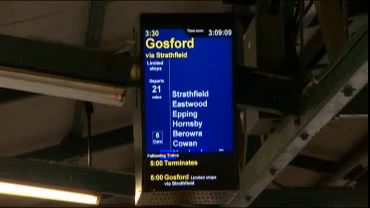 3:30 Time now 3:09:09
Gosford
via Strathfield
Limited
stops
Departs
21
mins
Strathfield
Eastwood
Epping
Hornsby
Berowra
Cowan
8
Cars
Following Trains
5:00 Terminates
5:00 Gosford Limited stops
via Strathfield